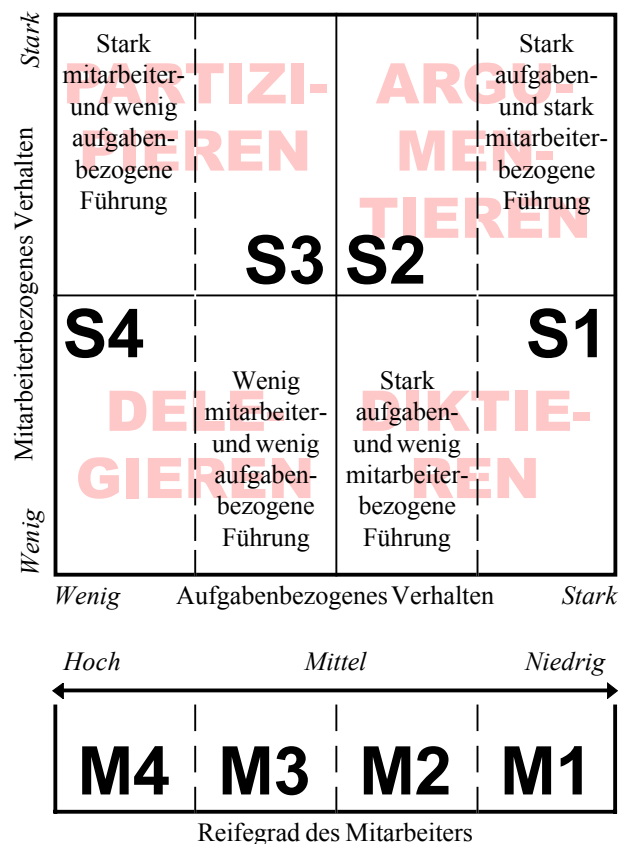 Stark
Mitarbeiterbezogenes Verhalten
Wenig
PARTIZI-
PIEREN
Stark
mitarbeiter-
und wenig
aufgaben-
bezogene
Führung
S3
ARGU-
MEN-
TIEREN
Stark
aufgaben-
und stark
mitarbeiter-
bezogene
Führung
S2
S4
DELE-
GIEREN
Wenig
mitarbeiter-
und wenig
aufgaben-
bezogene
Führung
S1
DIKTIE-
REN
Stark
aufgaben-
und wenig
mitarbeiter-
bezogene
Führung
Wenig Aufgabenbezogenes Verhalten Stark
Hoch Mittel Niedrig
M4 M3 M2 M1
Reifegrad des Mitarbeiters